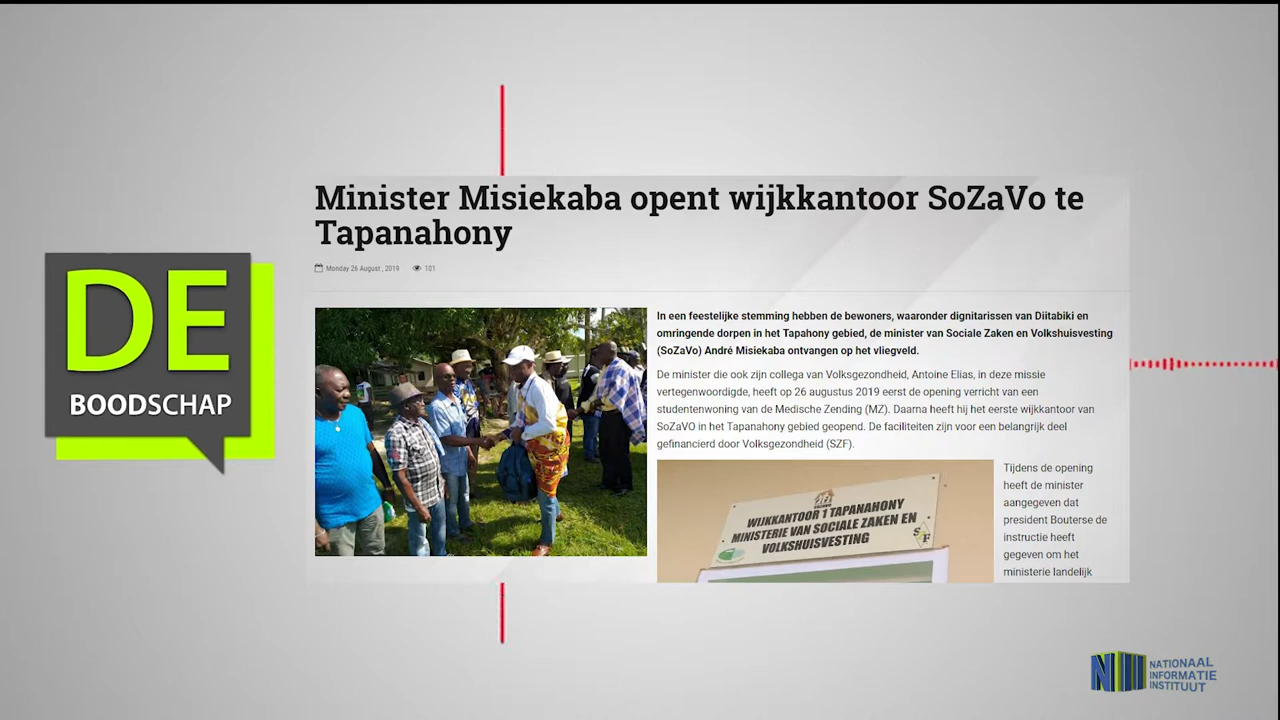 Minister Misiekaba opent wijkkantoor SoZaVo te
Tapanahony
Monday 26 August, 2019 101
DE
BOODSCHAP
In een feestelijke stemming hebben de bewoners, waaronder dignitarissen van Diitabiki en
omringende dorpen in het Tapahony gebied, de minister van Sociale Zaken en Volkshuisvesting
(SoZaVo) André Misiekaba ontvangen op het vliegveld.
De minister die ook zijn collega van Volksgezondheid, Antoine Elias, in deze missie
vertegenwoordigde, heeft op 26 augustus 2019 eerst de opening verricht van een
studentenwoning van de Medische Zending (MZ). Daarna heeft hij het eerste wijkkantoor van
SoZaVO in het Tapanahony gebied geopend. De faciliteiten zijn voor een belangrijk deel
gefinancierd door Volksgezondheid (SZF).
WIJKKANTOOR 1 TAPANAHONY
MINISTERIE VAN SOCIALE ZAKEN EN
VOLKSHUISVESTING
Tijdens de opening
heeft de minister
aangegeven dat
president Bouterse de
instructie heeft
gegeven om het
ministerie landelijk
NII NATIONAAL
INFORMATIE
INSTITUUT